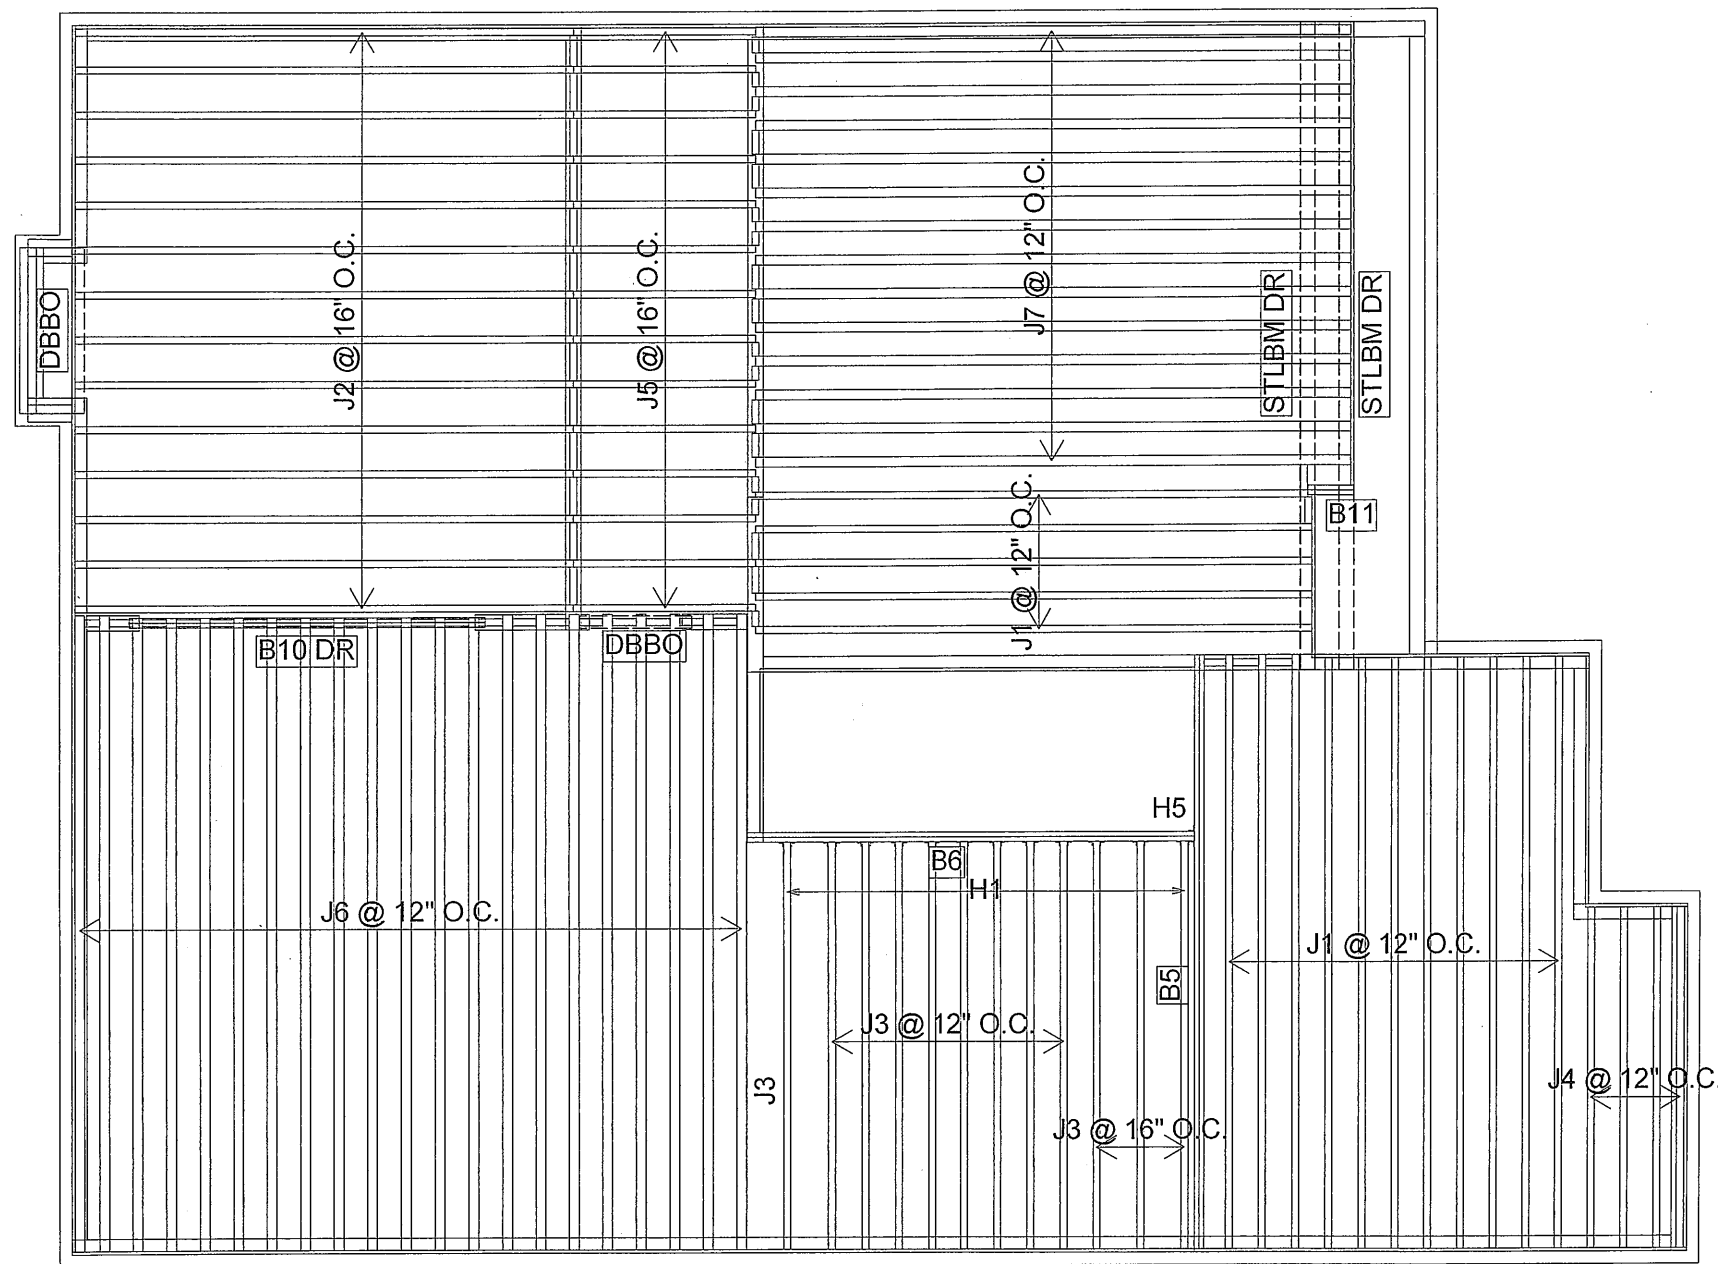 DBBO
J2 @ 16" O.C.
J5 @ 16" O.C.
J7 @ 12" O.C.
STLBM DR
STLBM DR
J1 @ 12" O.C.
B11
B10 DR
DBBO
H5
B6
H1
J6 @ 12" O.C.
J1 @ 12" O.C.
B5
J3 @ 12" O.C.
J3
J4 @ 12" O.C.
J3 @ 16" O.C.